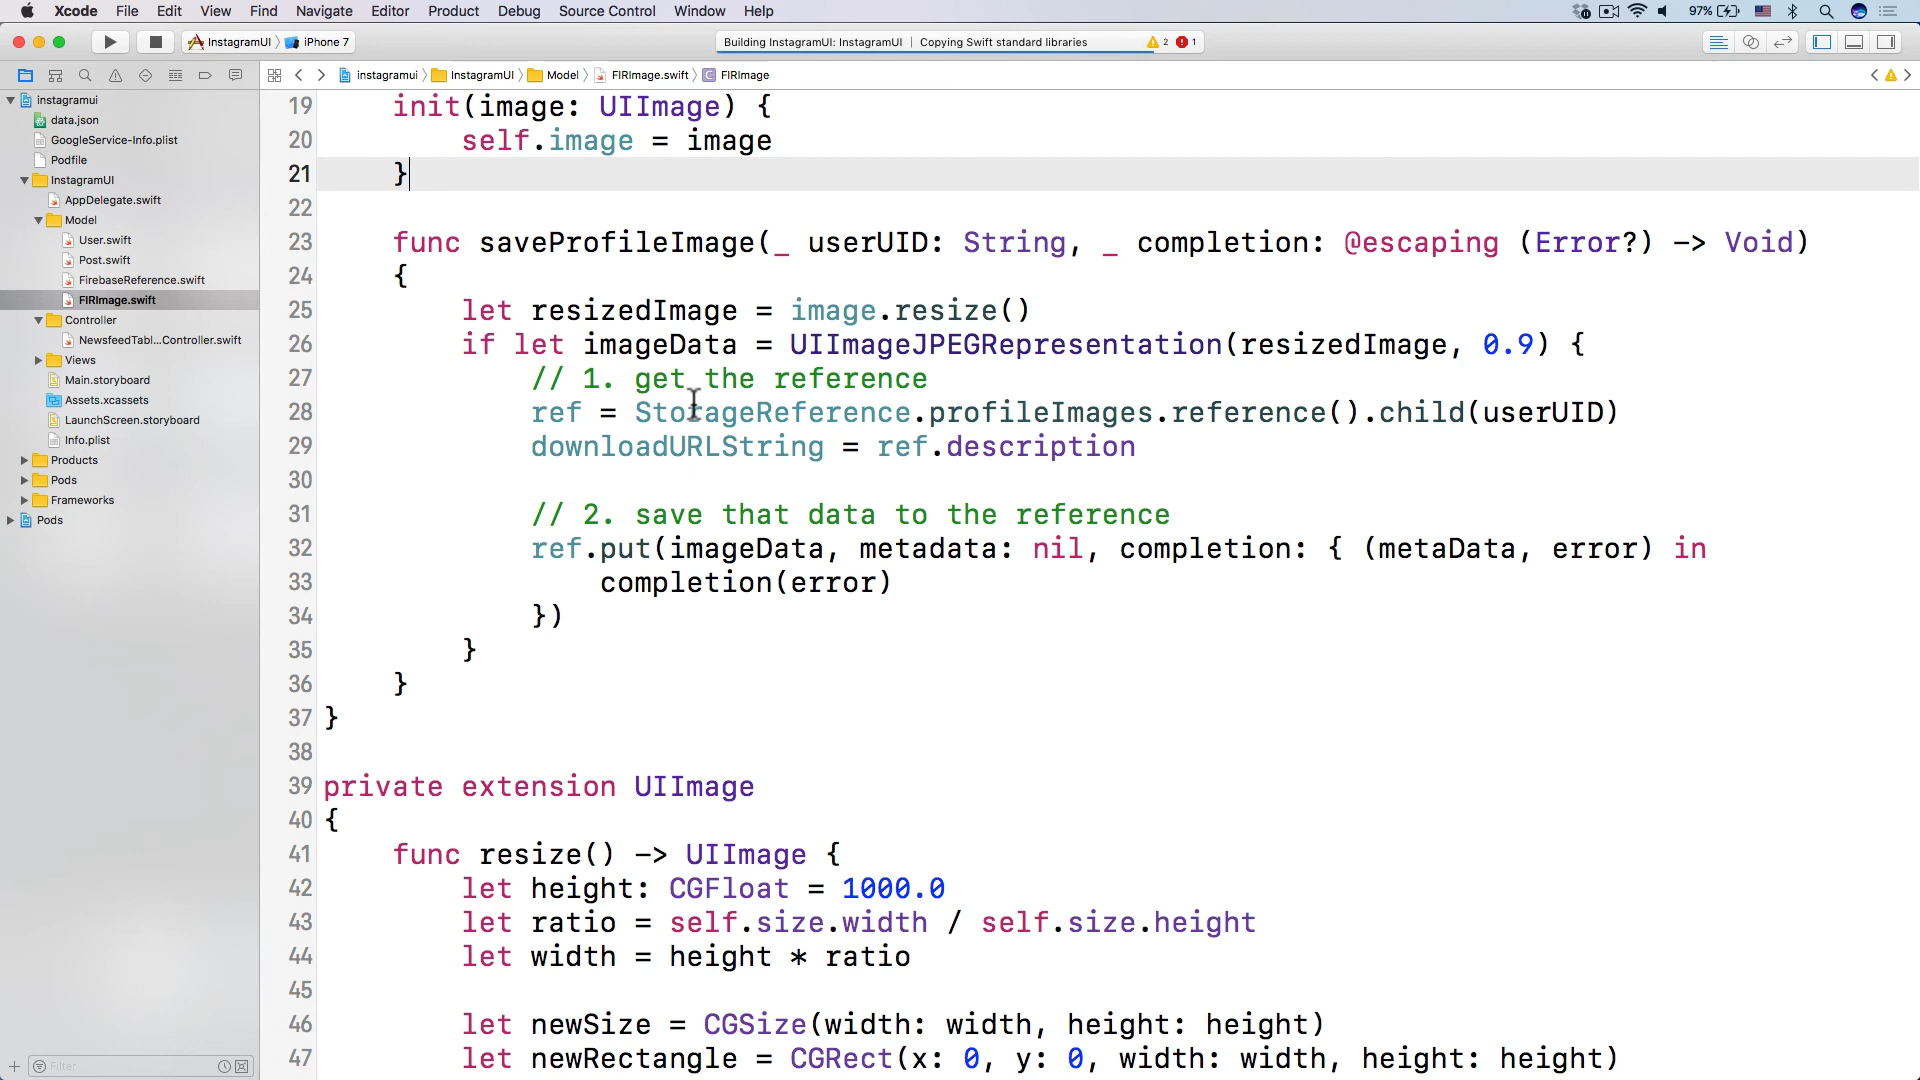 Xcode File Edit View Find Navigate Editor Product Debug Source Control Window Help 97%
InstagramUI iPhone 7 Building InstagramUI: InstagramUI | Copying Swift standard libraries 2 1
instagramui InstagramUI Model FIRImage.swift C FIRImage
instagramui
data.json
GoogleService-Info.plist
Podfile
InstagramUI
AppDelegate.swift
Model
User.swift
Post.swift
FirebaseReference.swift
FIRImage.swift
Controller
NewsfeedTabl...Controller.swift
Views
Main.storyboard
Assets.xcassets
LaunchScreen.storyboard
Info.plist
Products
Pods
Frameworks
Pods
Filter
19 init(image: UIImage) {
20 self.image = image
21 }
22
23 func saveProfileImage(_ userUID: String, _ completion: @escaping (Error?) -> Void)
24 {
25 let resizedImage = image.resize()
26 if let imageData = UIImageJPEGRepresentation(resizedImage, 0.9) {
27 // 1. get the reference
28 ref = StorageReference.profileImages.reference().child(userUID)
29 downloadURLString = ref.description
30
31 // 2. save that data to the reference
32 ref.put(imageData, metadata: nil, completion: { (metaData, error) in
33 completion(error)
34 })
35 }
36 }
37 }
38
39 private extension UIImage
40 {
41 func resize() -> UIImage {
42 let height: CGFloat = 1000.0
43 let ratio = self.size.width / self.size.height
44 let width = height * ratio
45
46 let newSize = CGSize(width: width, height: height)
47 let newRectangle = CGRect(x: 0, y: 0, width: width, height: height)